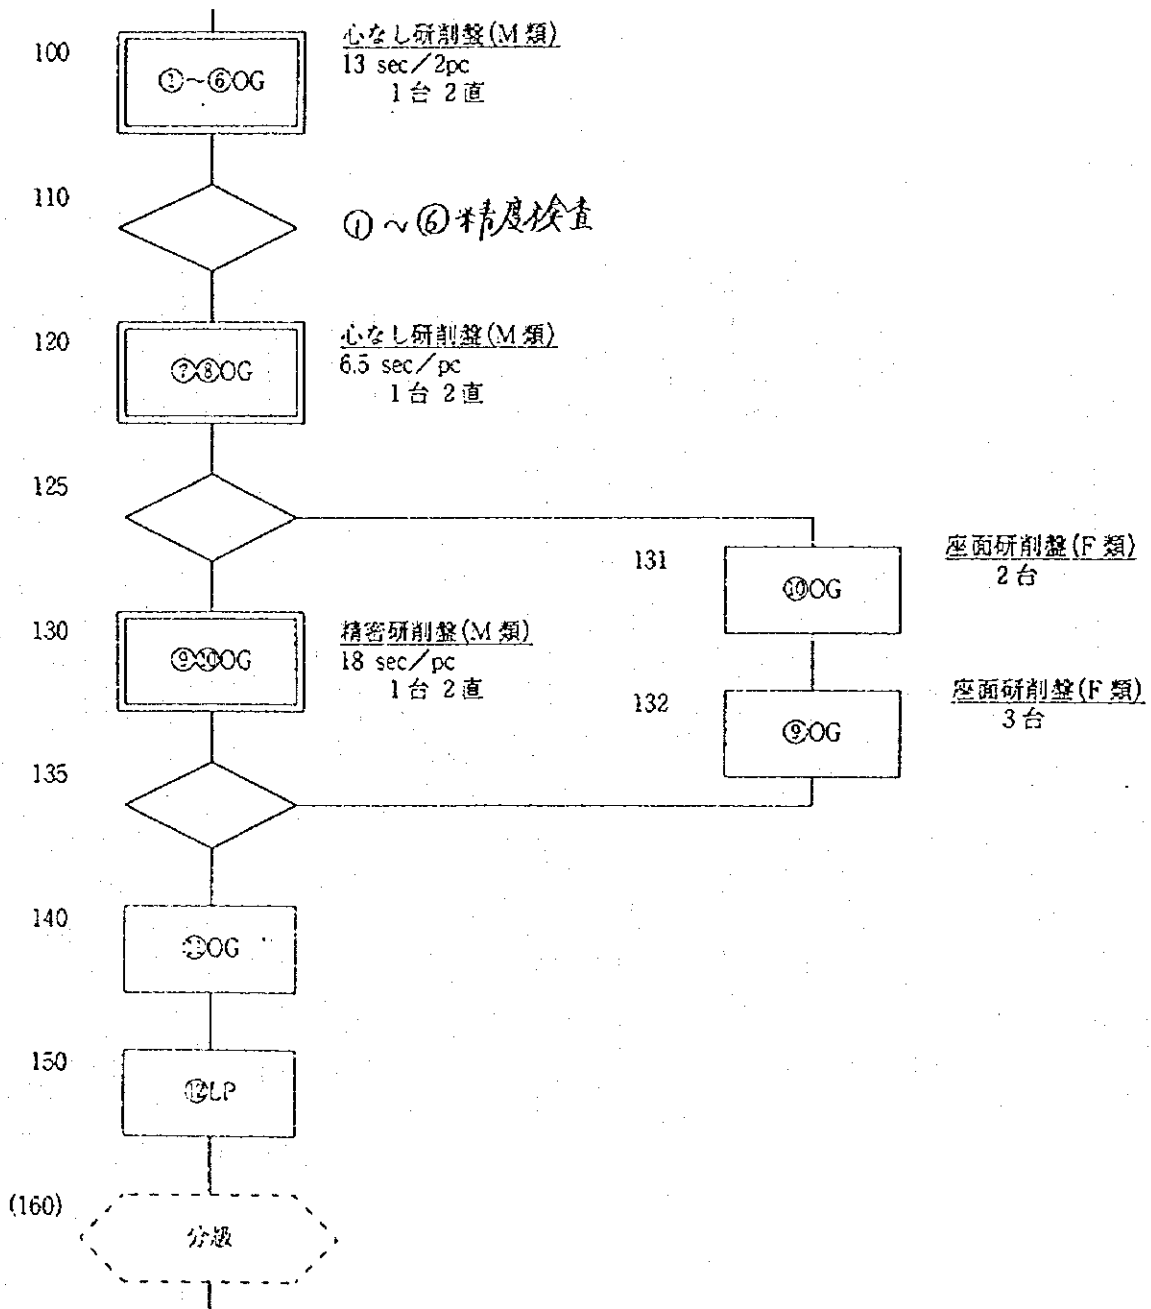 100
①～⑥OG
心なし研削盤(M類)
13 sec／2pc
1台 2直
110
①～⑥精度検査
120
⑦⑧OG
心なし研削盤(M類)
6.5 sec／pc
1台 2直
125
131
⑩OG
座面研削盤(F類)
2台
130
⑨⑩OG
精密研削盤(M類)
18 sec／pc
1台 2直
132
⑨OG
座面研削盤(F類)
3台
135
140
⑪OG
150
⑫LP
(160)
分級